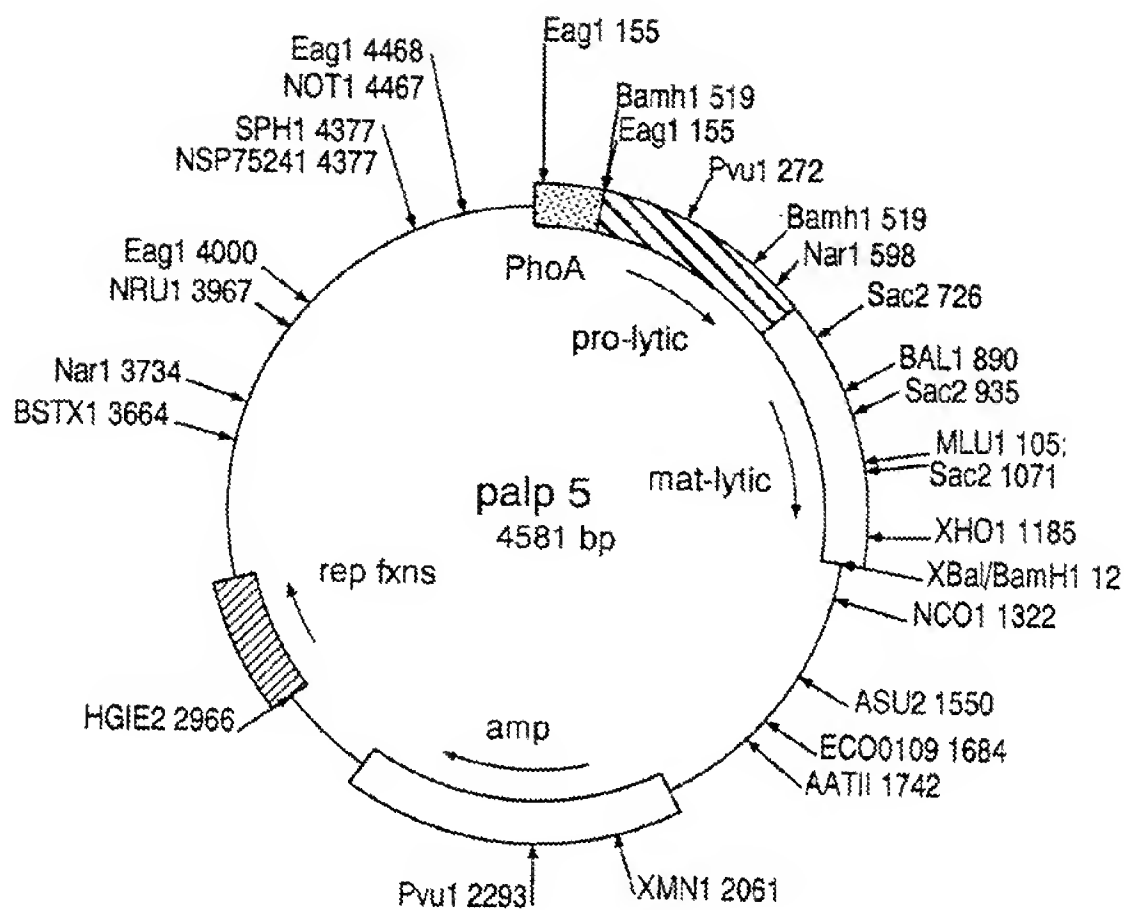 Eag1 155
Eag1 4468
NOT1 4467
Bamh1 519
Eag1 155
SPH1 4377
NSP75241 4377
Pvu1 272
Bamh1 519
Nar1 598
Eag1 4000
NRU1 3967
PhoA
Sac2 726
pro-lytic
Nar1 3734
BSTX1 3664
BAL1 890
Sac2 935
MLU1 105:
Sac2 1071
mat-lytic
palp 5
4581 bp
XHO1 1185
rep fxns
XBal/BamH1 12
NCO1 1322
HGIE2 2966
amp
ASU2 1550
ECO0109 1684
AATII 1742
Pvu1 2293
XMN1 2061